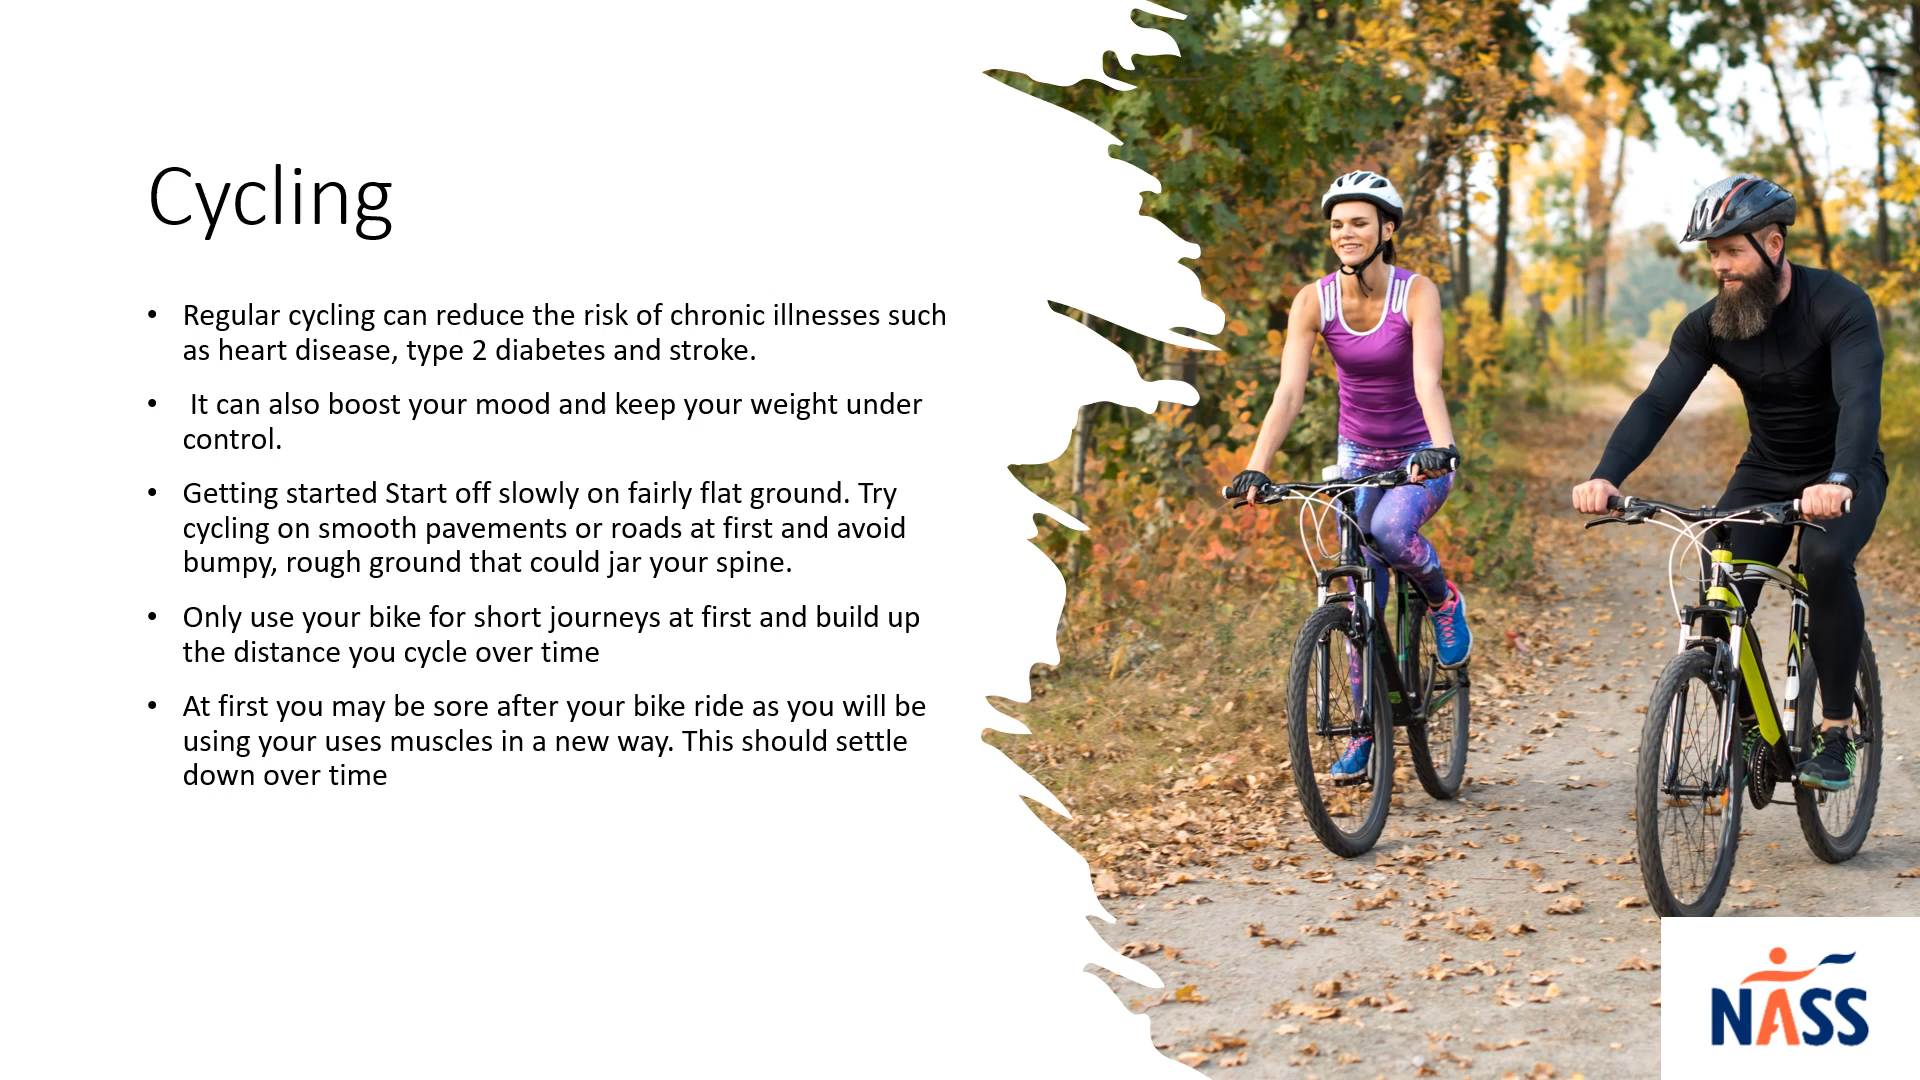 Cycling
• Regular cycling can reduce the risk of chronic illnesses such
as heart disease, type 2 diabetes and stroke.
• It can also boost your mood and keep your weight under
control.
• Getting started Start off slowly on fairly flat ground. Try
cycling on smooth pavements or roads at first and avoid
bumpy, rough ground that could jar your spine.
• Only use your bike for short journeys at first and build up
the distance you cycle over time
• At first you may be sore after your bike ride as you will be
using your uses muscles in a new way. This should settle
down over time
NASS